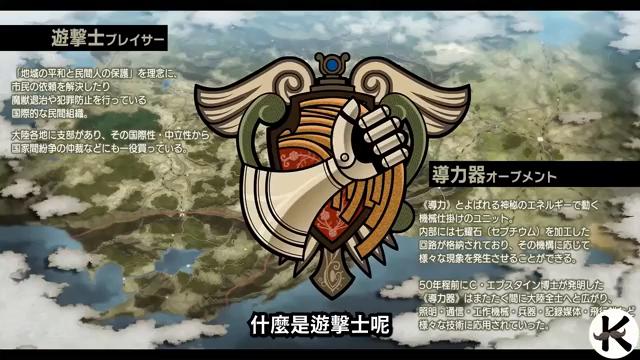 遊撃士ブレイサー
「地域の平和と民間人の保護」を理念に、
市民の依頼を解決したり
魔獣退治や犯罪防止を行っている
国際的な民間組織。
大陸各地に支部があり、その国際性・中立性から
国家間紛争の仲裁などにも一役買っている。
導力器オーブメント
《導力》とよばれる神秘のエネルギーで動く
機械仕掛けのユニット。
内部には七耀石（セプチウム）を加工した
回路が格納されており、その機構に応じて
様々な現象を発生させることができる。
50年程前にC・エプスタイン博士が発明した
《導力器》はまたたく間に大陸全土へと広がり、
照明・通信・工作機械・兵器・記録媒体・飛行
様々な技術に応用されていった。
什麼是遊撃士呢
K